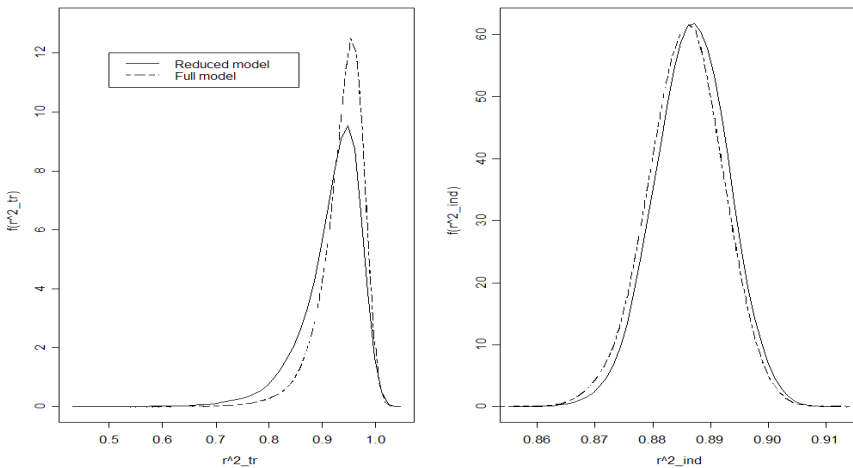 Reduced model
Full model
f(r^2_tr)
0 2 4 6 8 10 12
0.5 0.6 0.7 0.8 0.9 1.0
r^2_tr
f(r^2_ind)
0 10 20 30 40 50 60
0.86 0.87 0.88 0.89 0.90 0.91
r^2_ind